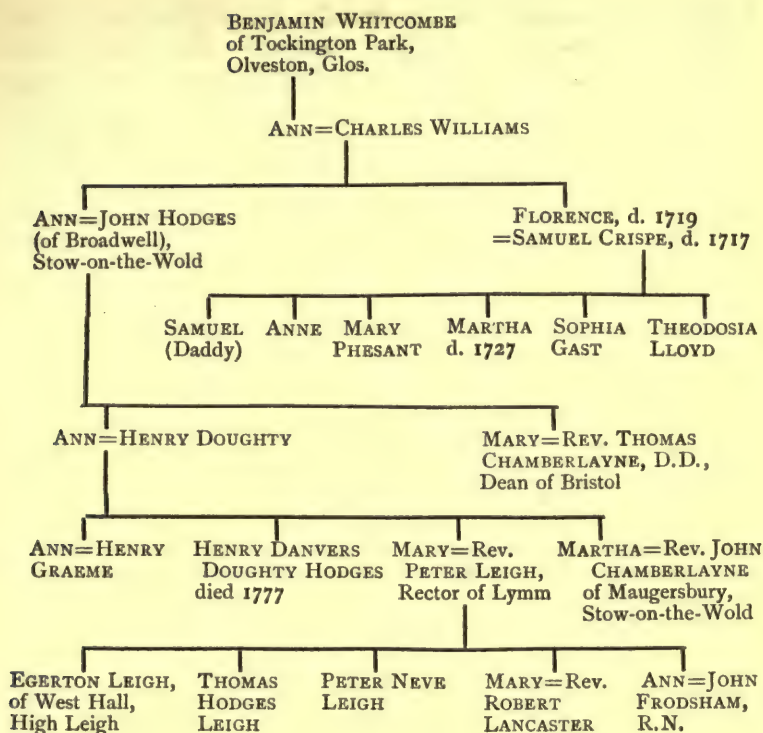 BENJAMIN WHITCOMBE
of Tockington Park,
Olveston, Glos.
ANN=CHARLES WILLIAMS
ANN=JOHN HODGES
(of Broadwell),
Stow-on-the-Wold
FLORENCE, d. 1719
=SAMUEL CRISPE, d. 1717
SAMUEL
(Daddy)
ANNE
MARY
PHESANT
MARTHA
d. 1727
SOPHIA
GAST
THEODOSIA
LLOYD
ANN=HENRY DOUGHTY
MARY=REV. THOMAS
CHAMBERLAYNE, D.D.,
Dean of Bristol
ANN=HENRY
GRAEME
HENRY DANVERS
DOUGHTY HODGES
died 1777
MARY=REV.
PETER LEIGH,
Rector of Lymm
MARTHA=REV. JOHN
CHAMBERLAYNE
of Maugersbury,
Stow-on-the-Wold
EGERTON LEIGH,
of West Hall,
High Leigh
THOMAS
HODGES
LEIGH
PETER NEVE
LEIGH
MARY=REV.
ROBERT
LANCASTER
ANN=JOHN
FRODSHAM,
R.N.